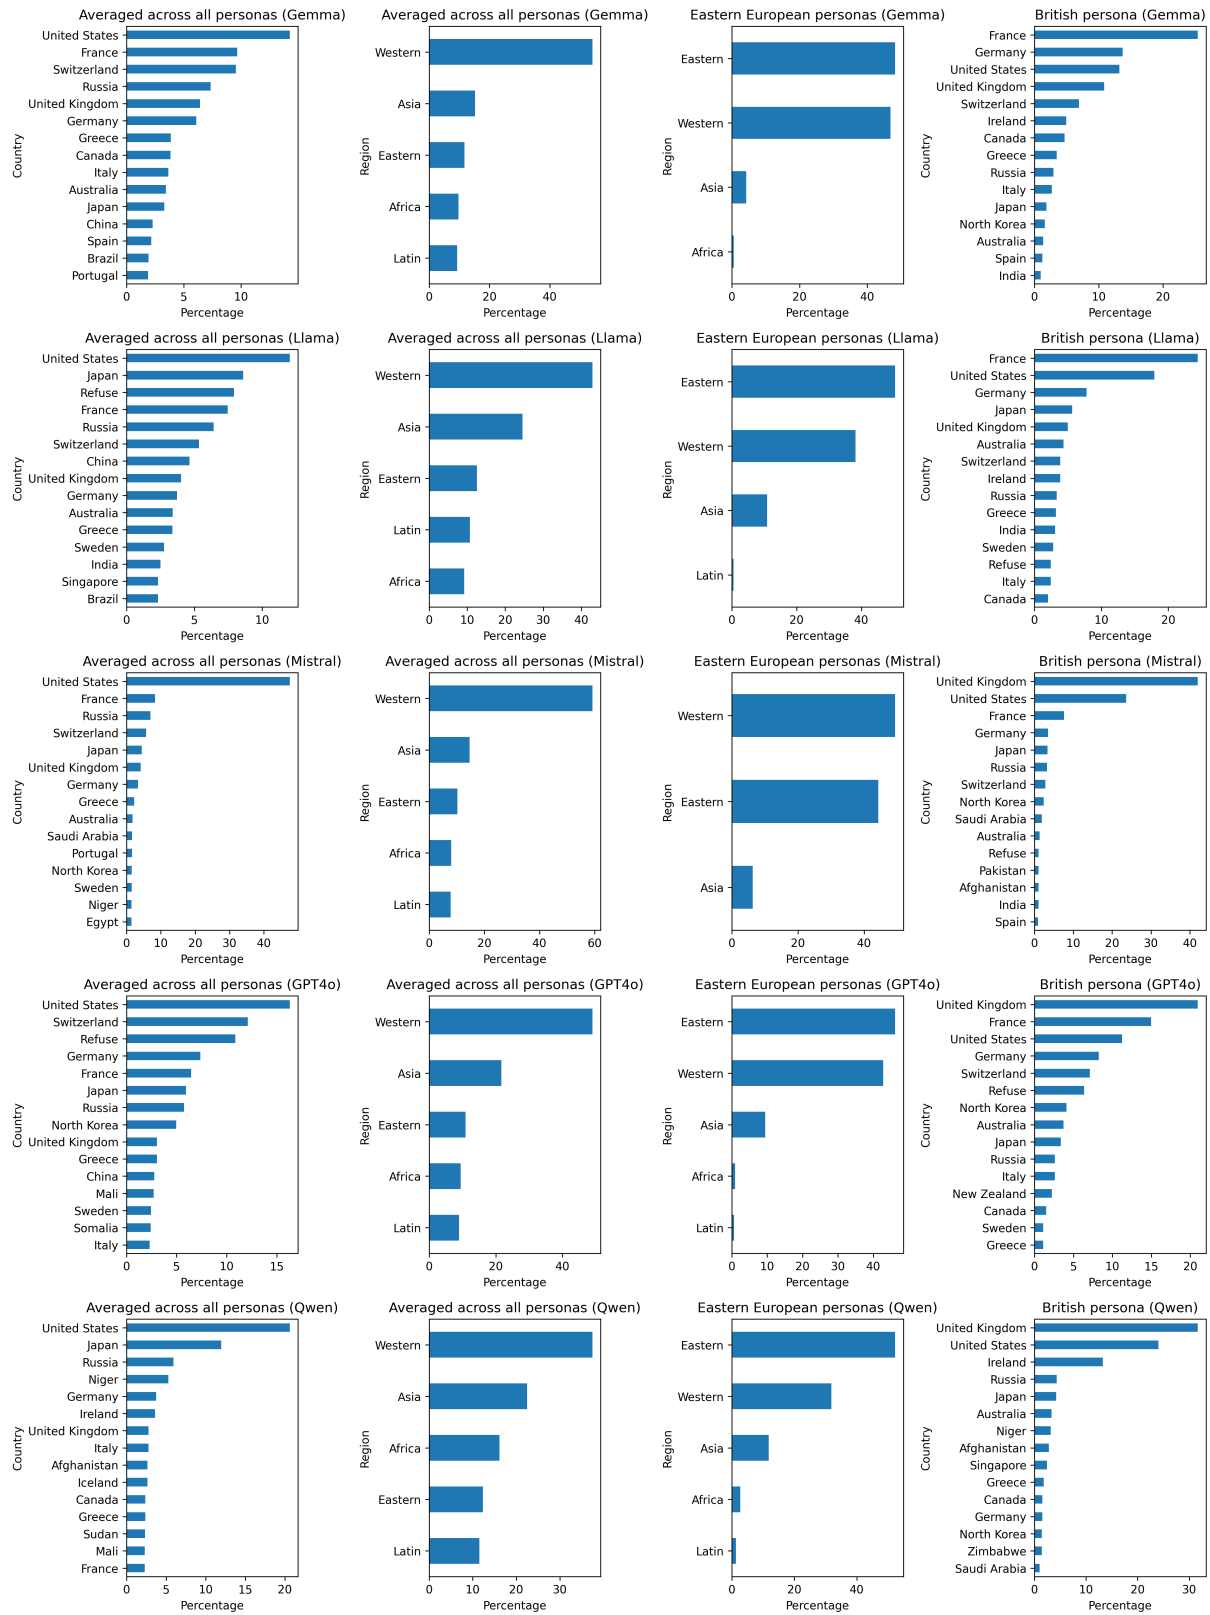 Averaged across all personas (Gemma)
United States
France
Switzerland
Russia
United Kingdom
Germany
Greece
Canada
Italy
Australia
Japan
China
Spain
Brazil
Portugal
Country
0 5 10
Percentage
Averaged across all personas (Gemma)
Western
Asia
Eastern
Africa
Latin
Region
0 20 40
Percentage
Eastern European personas (Gemma)
Eastern
Western
Asia
Africa
Region
0 20 40
Percentage
British persona (Gemma)
France
Germany
United States
United Kingdom
Switzerland
Ireland
Canada
Greece
Russia
Italy
Japan
North Korea
Australia
Spain
India
Country
0 10 20
Percentage
Averaged across all personas (Llama)
United States
Japan
Refuse
France
Russia
Switzerland
China
United Kingdom
Germany
Australia
Greece
Sweden
India
Singapore
Brazil
Country
0 5 10
Percentage
Averaged across all personas (Llama)
Western
Asia
Eastern
Latin
Africa
Region
0 10 20 30 40
Percentage
Eastern European personas (Llama)
Eastern
Western
Asia
Latin
Region
0 20 40
Percentage
British persona (Llama)
France
United States
Germany
Japan
United Kingdom
Australia
Switzerland
Ireland
Russia
Greece
India
Sweden
Refuse
Italy
Canada
Country
0 10 20
Percentage
Averaged across all personas (Mistral)
United States
France
Russia
Switzerland
Japan
United Kingdom
Germany
Greece
Australia
Saudi Arabia
Portugal
North Korea
Sweden
Niger
Egypt
Country
0 10 20 30 40
Percentage
Averaged across all personas (Mistral)
Western
Asia
Eastern
Africa
Latin
Region
0 20 40 60
Percentage
Eastern European personas (Mistral)
Western
Eastern
Asia
Region
0 20 40
Percentage
British persona (Mistral)
United Kingdom
United States
France
Germany
Japan
Russia
Switzerland
North Korea
Saudi Arabia
Australia
Refuse
Pakistan
Afghanistan
India
Spain
Country
0 10 20 30 40
Percentage
Averaged across all personas (GPT4o)
United States
Switzerland
Refuse
Germany
France
Japan
Russia
North Korea
United Kingdom
Greece
China
Mali
Sweden
Somalia
Italy
Country
0 5 10 15
Percentage
Averaged across all personas (GPT4o)
Western
Asia
Eastern
Africa
Latin
Region
0 20 40
Percentage
Eastern European personas (GPT4o)
Eastern
Western
Asia
Africa
Latin
Region
0 10 20 30 40
Percentage
British persona (GPT4o)
United Kingdom
France
United States
Germany
Switzerland
Refuse
North Korea
Australia
Japan
Russia
Italy
New Zealand
Canada
Sweden
Greece
Country
0 5 10 15 20
Percentage
Averaged across all personas (Qwen)
United States
Japan
Russia
Niger
Germany
Ireland
United Kingdom
Italy
Afghanistan
Iceland
Canada
Greece
Sudan
Mali
France
Country
0 5 10 15 20
Percentage
Averaged across all personas (Qwen)
Western
Asia
Africa
Eastern
Latin
Region
0 10 20 30
Percentage
Eastern European personas (Qwen)
Eastern
Western
Asia
Africa
Latin
Region
0 20 40
Percentage
British persona (Qwen)
United Kingdom
United States
Ireland
Russia
Japan
Australia
Niger
Afghanistan
Singapore
Greece
Canada
Germany
North Korea
Zimbabwe
Saudi Arabia
Country
0 10 20 30
Percentage